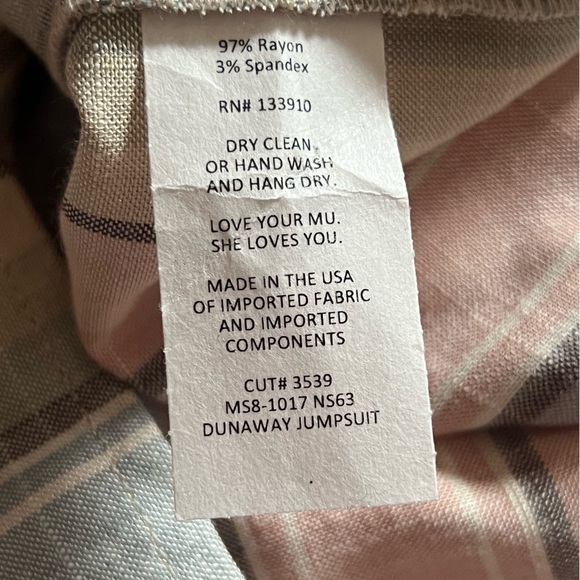 97% Rayon
3% Spandex
RN# 133910
DRY CLEAN
OR HAND WASH
AND HANG DRY.
LOVE YOUR MU.
SHE LOVES YOU.
MADE IN THE USA
OF IMPORTED FABRIC
AND IMPORTED
COMPONENTS
CUT# 3539
MS8-1017 NS63
DUNAWAY JUMPSUIT